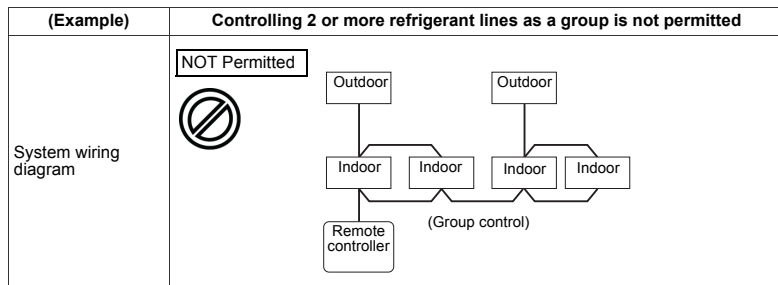 (Example)
Controlling 2 or more refrigerant lines as a group is not permitted
System wiring
diagram
NOT Permitted
Outdoor
Outdoor
Indoor
Indoor
Indoor
Indoor
Remote
controller
(Group control)